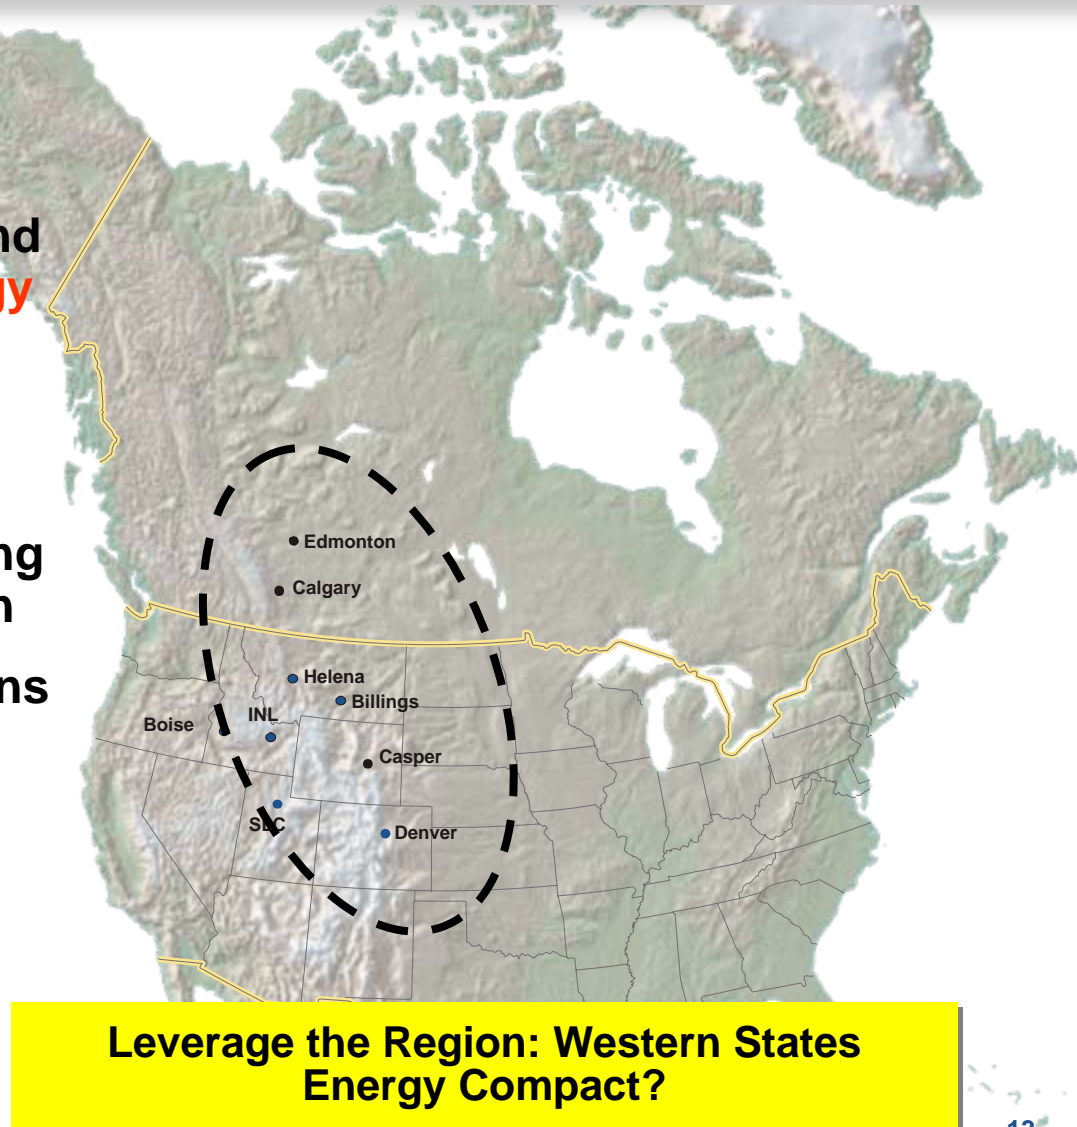 nd
gy
Edmonton
ng
Calgary
n
Helena
ns
Billings
INL
Boise
Casper
SLC
Denver
Leverage the Region: Western States
Energy Compact?